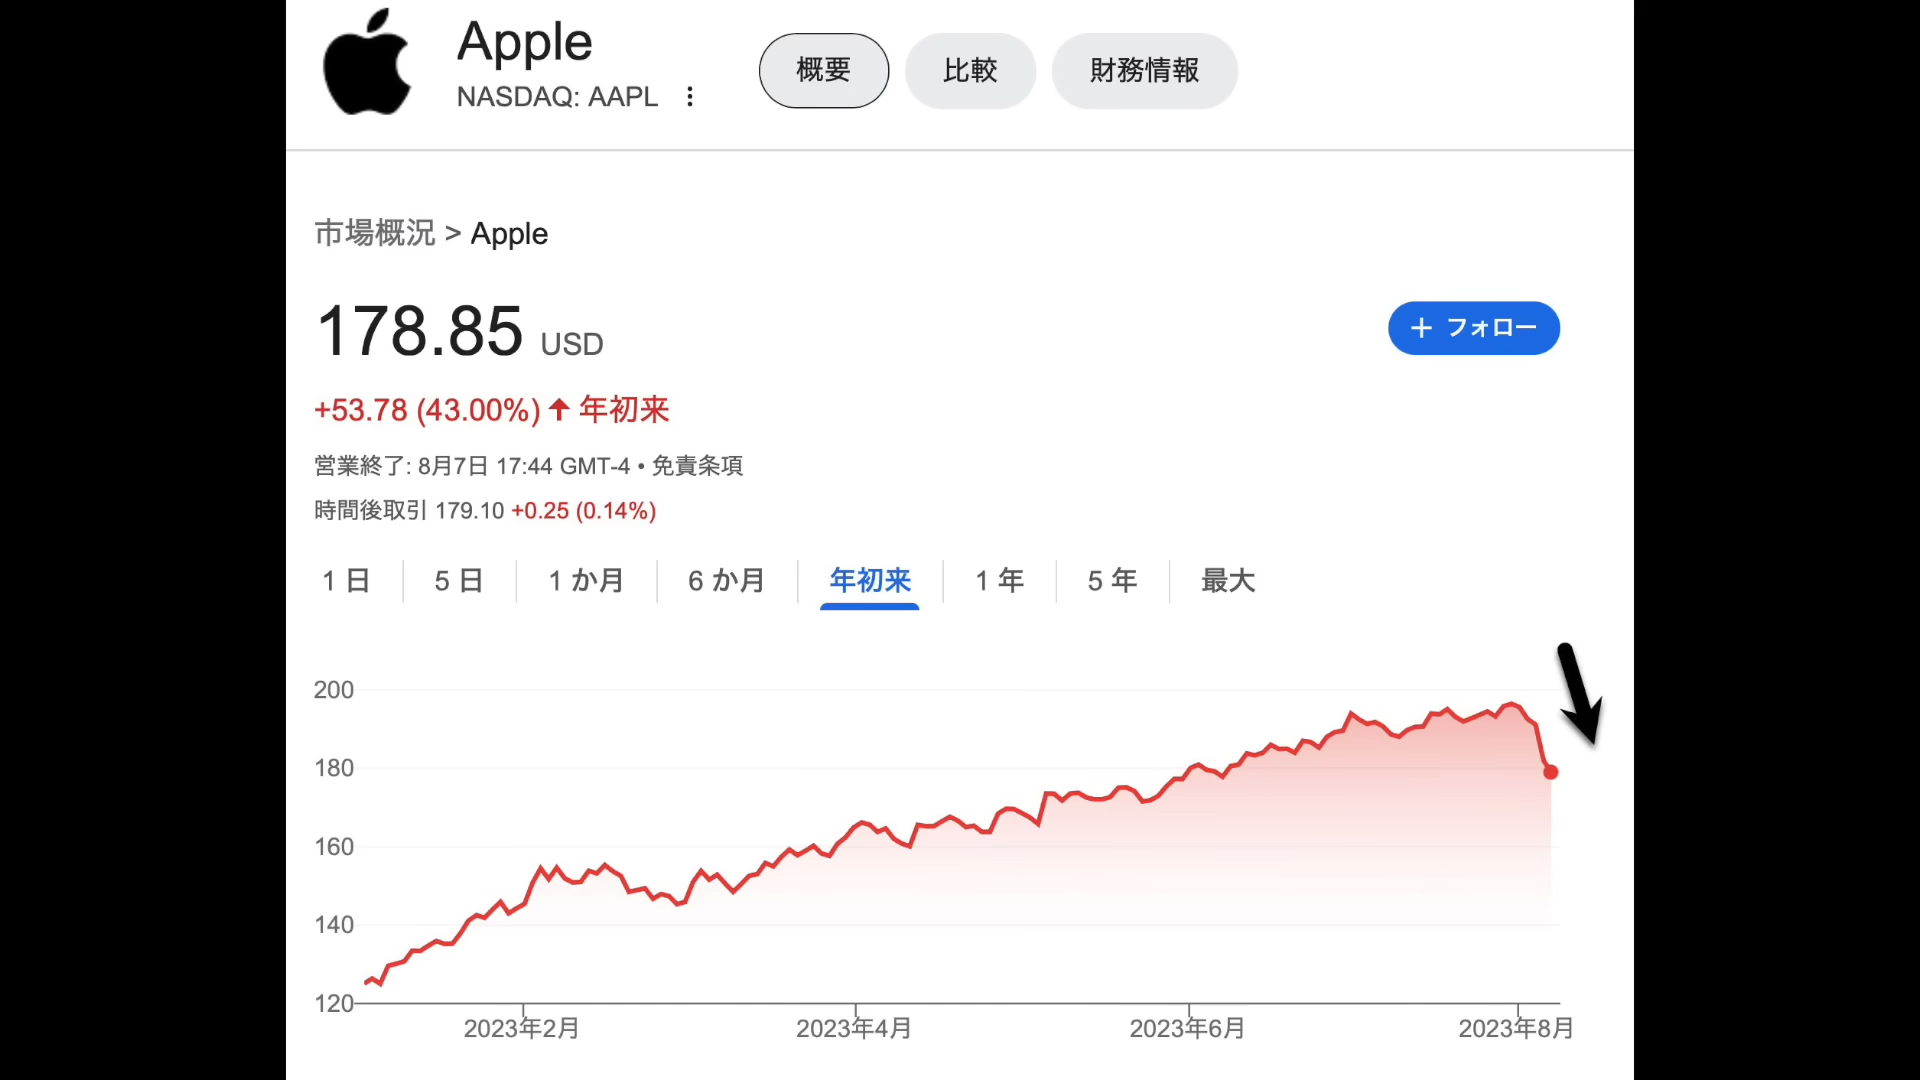 Apple
NASDAQ: AAPL
概要
比較
財務情報
市場概況 > Apple
178.85 USD
+ フォロー
+53.78 (43.00%) ↑ 年初来
営業終了: 8月7日 17:44 GMT-4 • 免責条項
時間後取引 179.10 +0.25 (0.14%)
1 日
5 日
1 か月
6 か月
年初来
1 年
5 年
最大
200
180
160
140
120
2023年2月
2023年4月
2023年6月
2023年8月